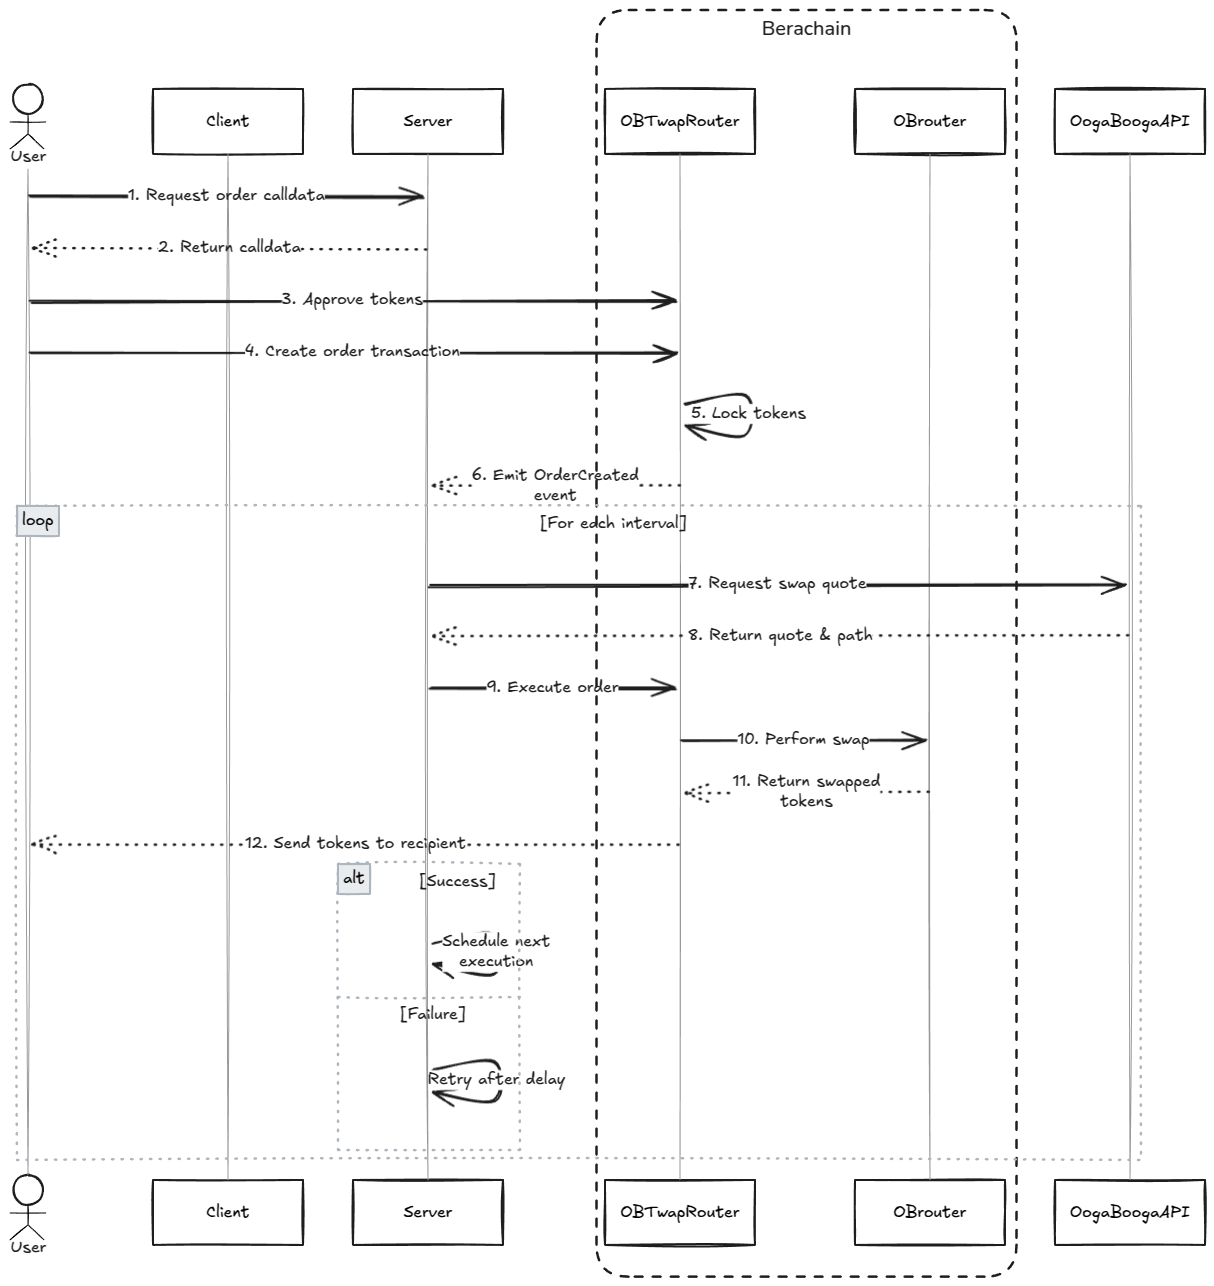 Berachain
User
Client
Server
OBTwapRouter
OBrouter
OogaBoogaAPI
1. Request order calldata
2. Return calldata
3. Approve tokens
4. Create order transaction
5. Lock tokens
6. Emit OrderCreated
event
loop
[For each interval]
7. Request swap quote
8. Return quote & path
9. Execute order
10. Perform swap
11. Return swapped
tokens
12. Send tokens to recipient
alt
[Success]
Schedule next
execution
[Failure]
Retry after delay
User
Client
Server
OBTwapRouter
OBrouter
OogaBoogaAPI